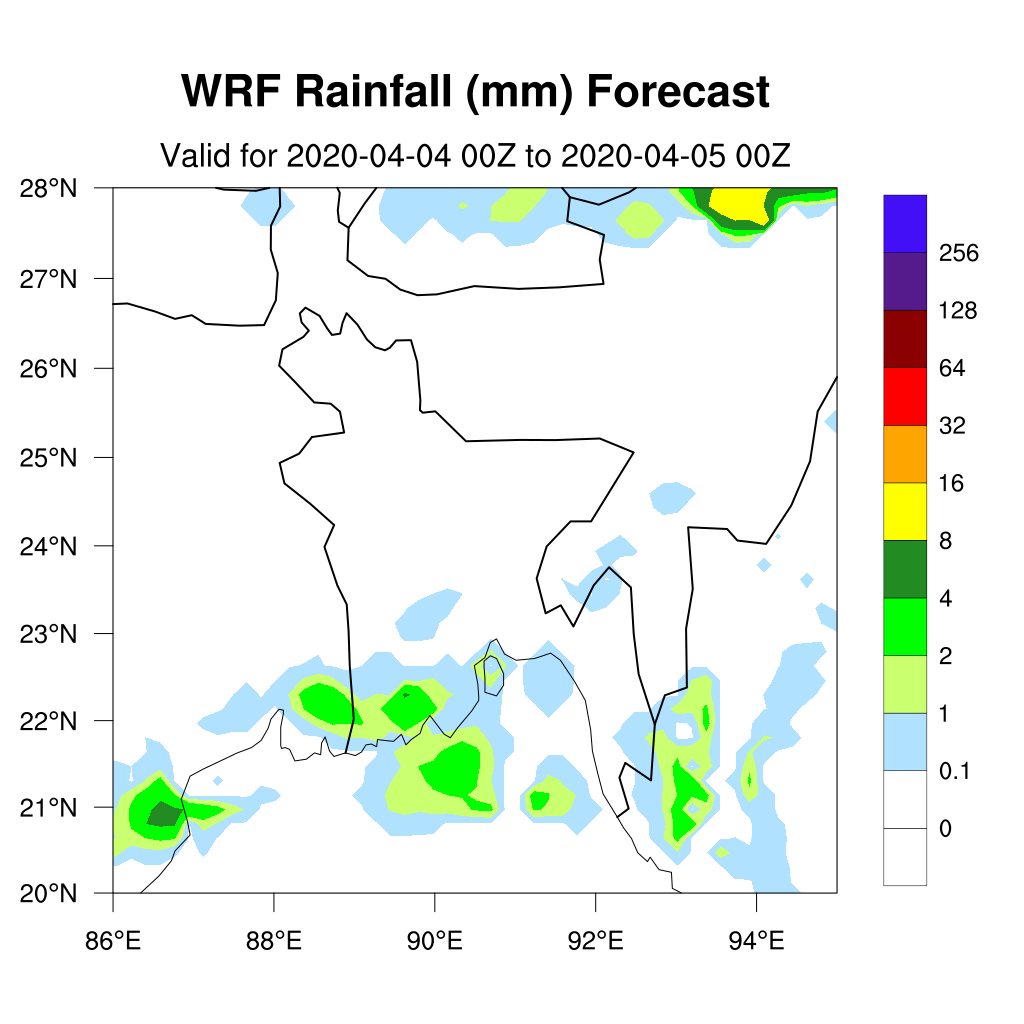 WRF Rainfall (mm) Forecast
Valid for 2020-04-04 00Z to 2020-04-05 00Z
28°N
27°N
26°N
25°N
24°N
23°N
22°N
21°N
20°N
86°E
88°E
90°E
92°E
94°E
256
128
64
32
16
8
4
2
1
0.1
0